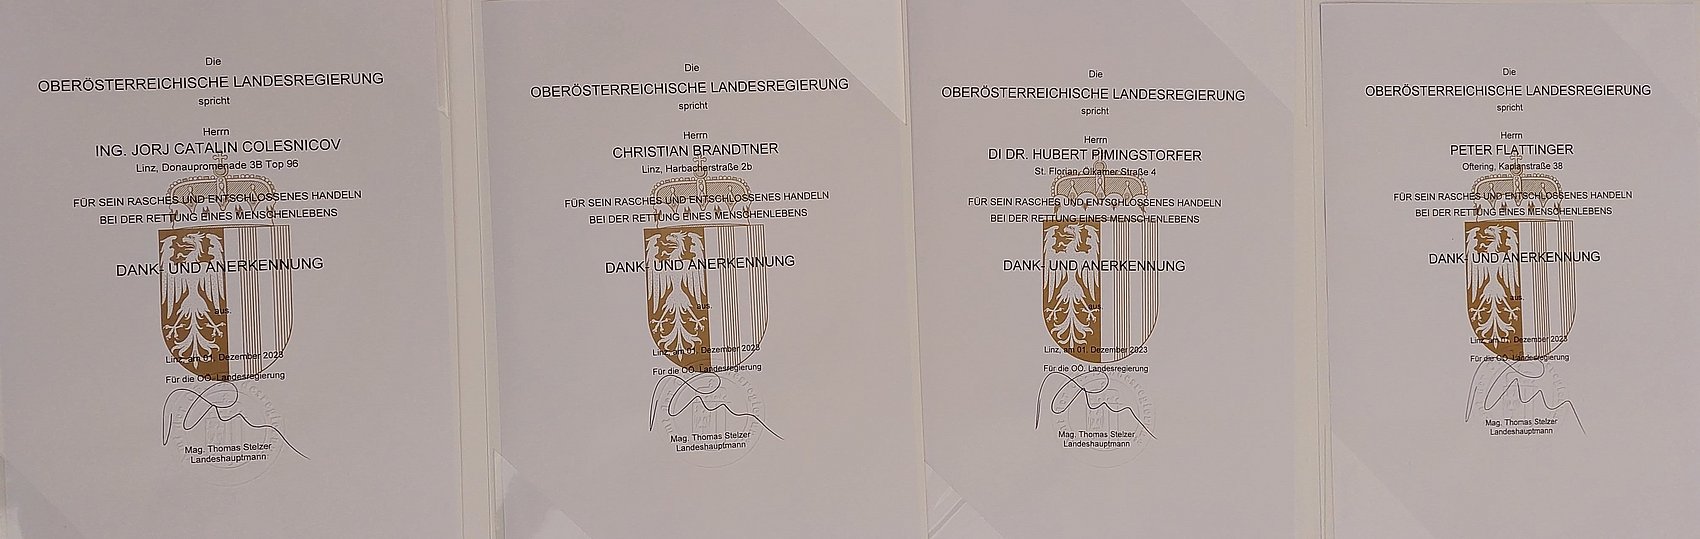 Die
OBERÖSTERREICHISCHE LANDESREGIERUNG
spricht
Herrn
ING. JORJ CATALIN COLESNICOV
Linz, Donaupromenade 3B Top 96
FÜR SEIN RASCHES UND ENTSCHLOSSENES HANDELN
BEI DER RETTUNG EINES MENSCHENLEBENS
DANK- UND ANERKENNUNG
aus.
Linz, am 01. Dezember 2023
Für die OÖ. Landesregierung
Mag. Thomas Stelzer
Landeshauptmann
Die
OBERÖSTERREICHISCHE LANDESREGIERUNG
spricht
Herrn
CHRISTIAN BRANDTNER
Linz, Harbacherstraße 2b
FÜR SEIN RASCHES UND ENTSCHLOSSENES HANDELN
BEI DER RETTUNG EINES MENSCHENLEBENS
DANK- UND ANERKENNUNG
aus.
Linz, am 01. Dezember 2023
Für die OÖ. Landesregierung
Mag. Thomas Stelzer
Landeshauptmann
Die
OBERÖSTERREICHISCHE LANDESREGIERUNG
spricht
Herrn
DI DR. HUBERT PIMINGSTORFER
St. Florian, Ölkamer Straße 4
FÜR SEIN RASCHES UND ENTSCHLOSSENES HANDELN
BEI DER RETTUNG EINES MENSCHENLEBENS
DANK- UND ANERKENNUNG
aus.
Linz, am 01. Dezember 2023
Für die OÖ. Landesregierung
Mag. Thomas Stelzer
Landeshauptmann
Die
OBERÖSTERREICHISCHE LANDESREGIERUNG
spricht
Herrn
PETER FLATTINGER
Oftering, Kaplanstraße 38
FÜR SEIN RASCHES UND ENTSCHLOSSENES HANDELN
BEI DER RETTUNG EINES MENSCHENLEBENS
DANK- UND ANERKENNUNG
aus.
Linz, am 01. Dezember 2023
Für die OÖ. Landesregierung
Mag. Thomas Stelzer
Landeshauptmann